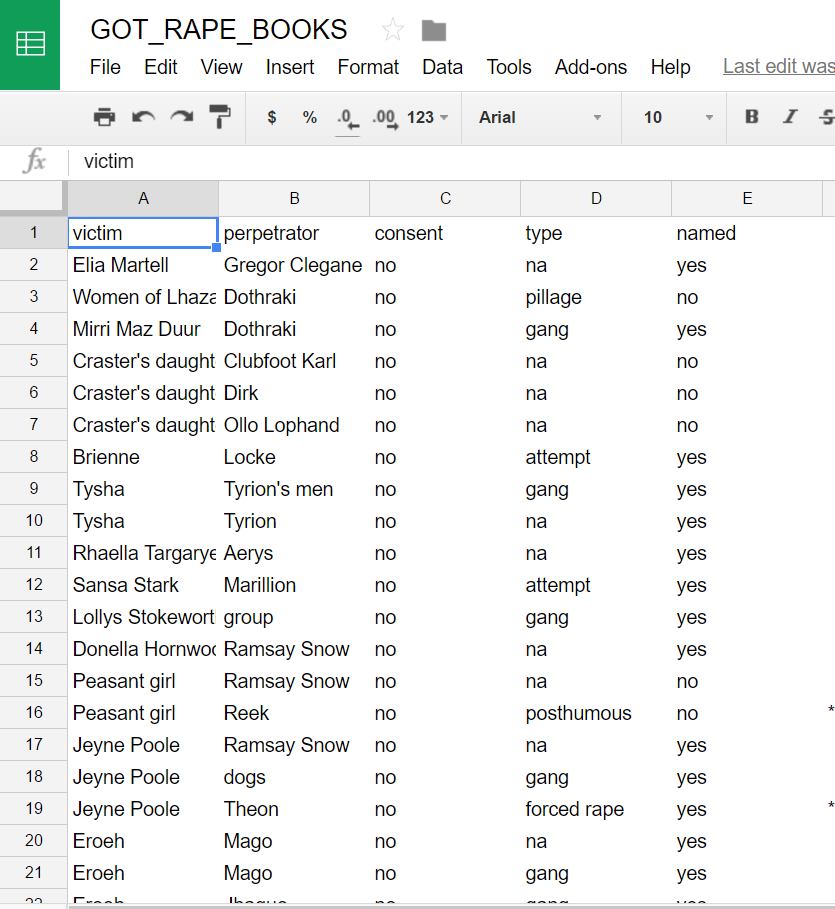 GOT_RAPE_BOOKS
File Edit View Insert Format Data Tools Add-ons Help Last edit was
$ % .0 .00 123 Arial 10 B I S
fx victim
A B C D E
1 victim perpetrator consent type named
2 Elia Martell Gregor Clegane no na yes
3 Women of Lhaza Dothraki no pillage no
4 Mirri Maz Duur Dothraki no gang yes
5 Craster's daught Clubfoot Karl no na no
6 Craster's daught Dirk no na no
7 Craster's daught Ollo Lophand no na no
8 Brienne Locke no attempt yes
9 Tysha Tyrion's men no gang yes
10 Tysha Tyrion no na yes
11 Rhaella Targarye Aerys no na yes
12 Sansa Stark Marillion no attempt yes
13 Lollys Stokewort group no gang yes
14 Donella Hornwoo Ramsay Snow no na yes
15 Peasant girl Ramsay Snow no na no
16 Peasant girl Reek no posthumous no *
17 Jeyne Poole Ramsay Snow no na yes
18 Jeyne Poole dogs no gang yes
19 Jeyne Poole Theon no forced rape yes *
20 Eroeh Mago no na yes
21 Eroeh Mago no gang yes